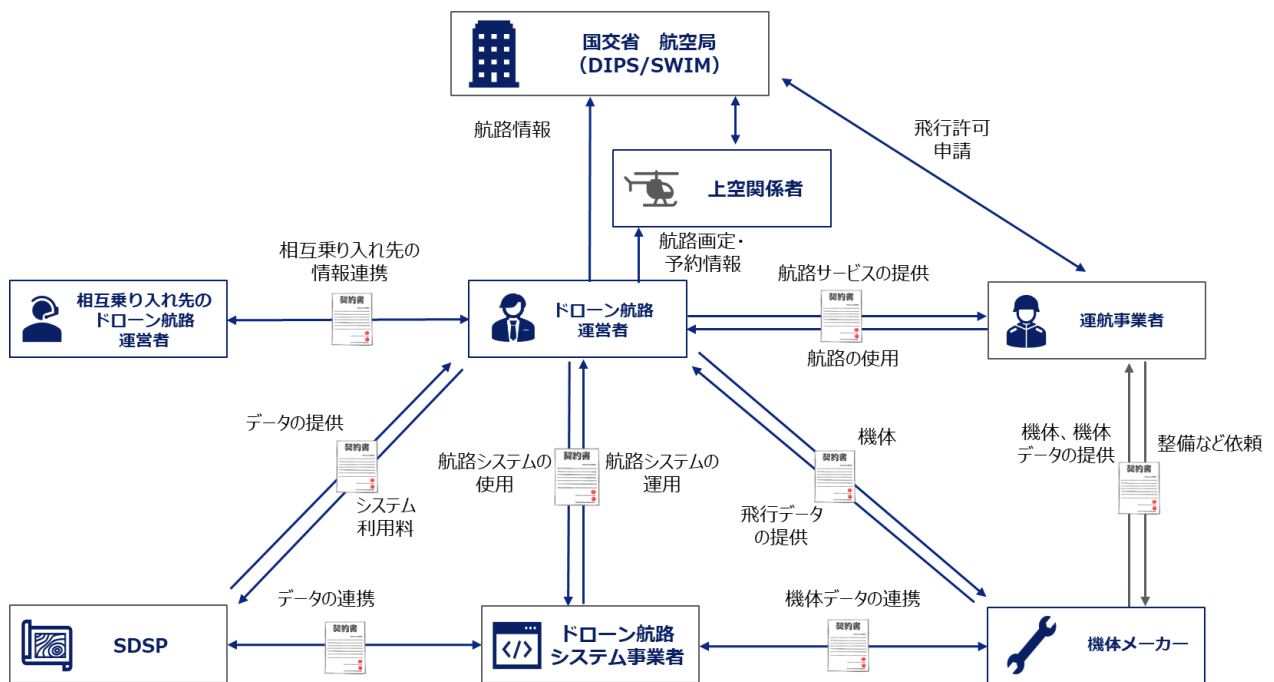 国交省 航空局
（DIPS/SWIM）
航路情報
飛行許可
申請
上空関係者
航路画定・
予約情報
相互乗り入れ先の
情報連携
契約書
航路サービスの提供
契約書
相互乗り入れ先の
ドローン航路
運営者
ドローン航路
運営者
運航事業者
航路の使用
データの提供
契約書
システム
利用料
航路システムの
使用
契約書
航路システムの
運用
機体
契約書
飛行データ
の提供
機体、機体
データの提供
契約書
整備など依頼
データの連携
契約書
機体データの連携
契約書
SDSP
ドローン航路
システム事業者
機体メーカー